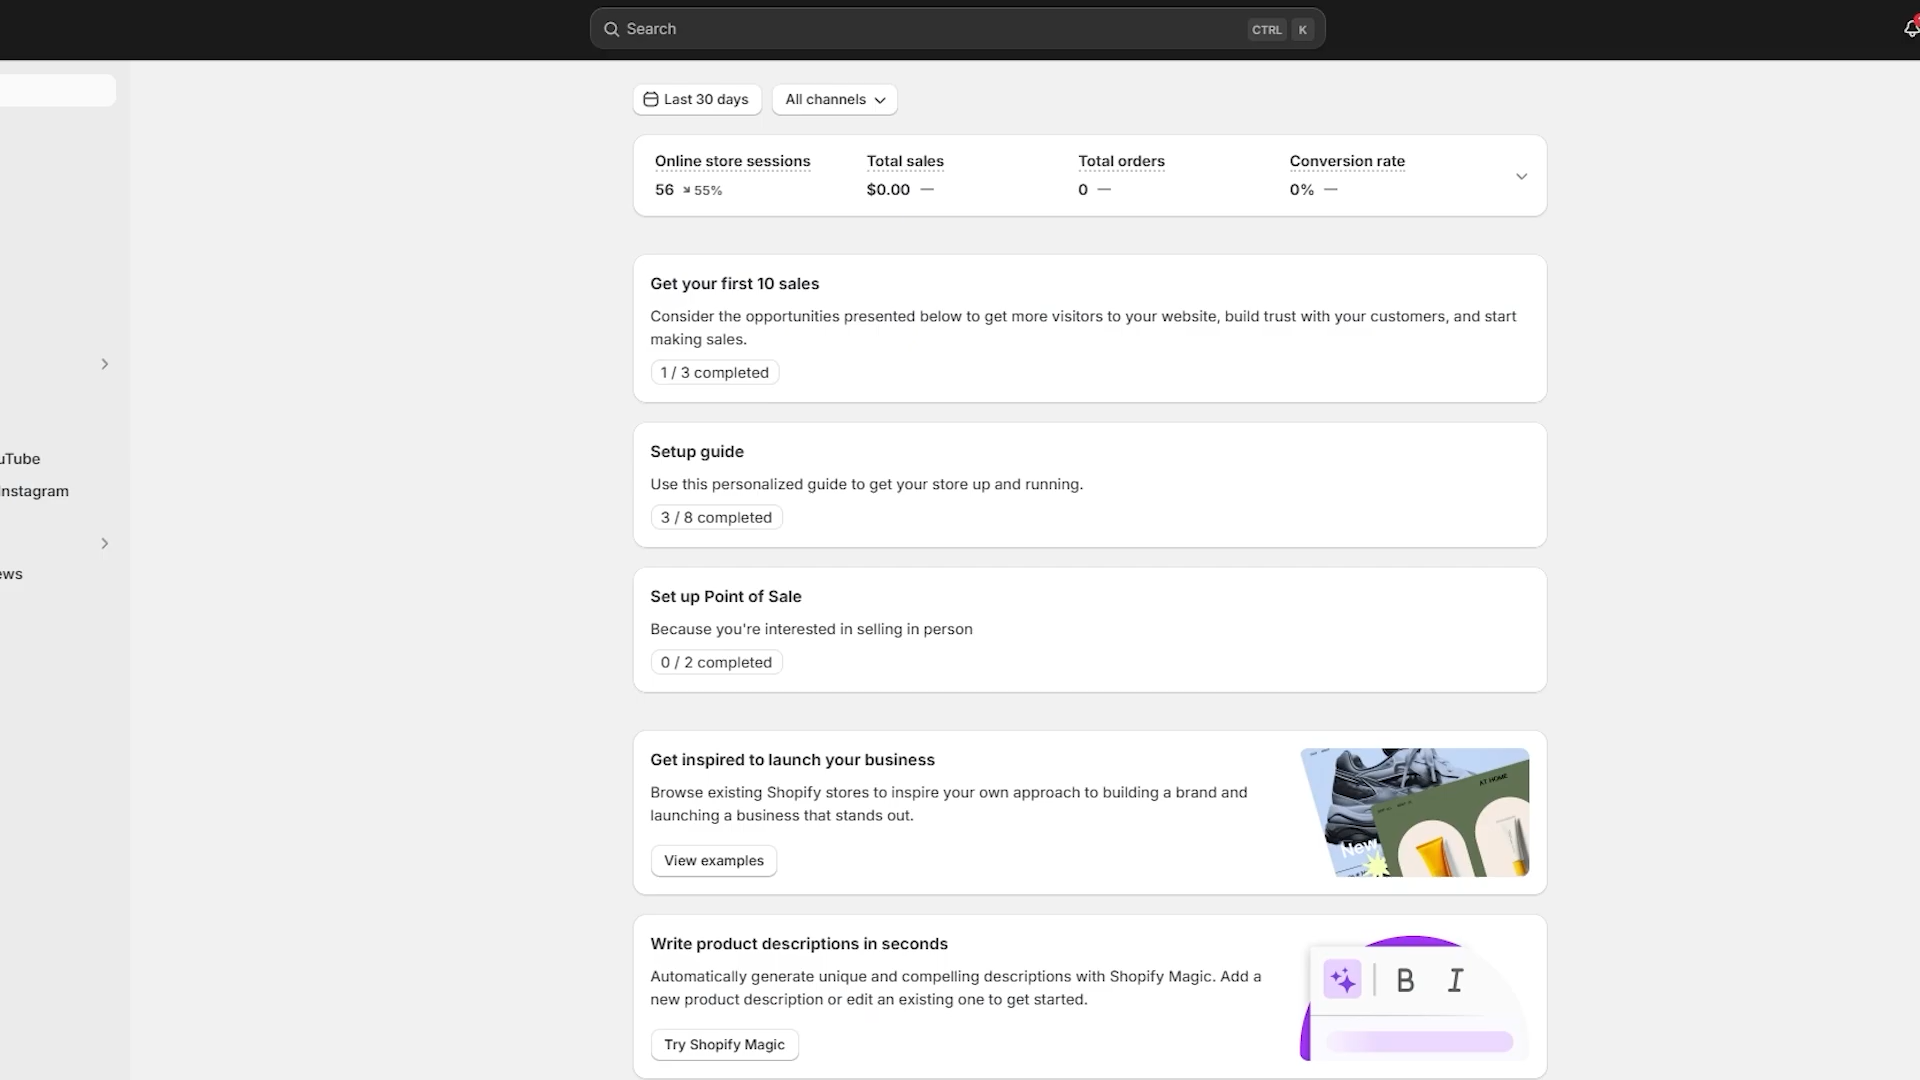 Search
CTRL K
Last 30 days
All channels
Online store sessions
56 55%
Total sales
$0.00 —
Total orders
0 —
Conversion rate
0% —
Get your first 10 sales
Consider the opportunities presented below to get more visitors to your website, build trust with your customers, and start
making sales.
1 / 3 completed
uTube
Instagram
ews
Setup guide
Use this personalized guide to get your store up and running.
3 / 8 completed
Set up Point of Sale
Because you're interested in selling in person
0 / 2 completed
Get inspired to launch your business
Browse existing Shopify stores to inspire your own approach to building a brand and
launching a business that stands out.
View examples
AT HOME
New
Write product descriptions in seconds
Automatically generate unique and compelling descriptions with Shopify Magic. Add a
new product description or edit an existing one to get started.
Try Shopify Magic
B I